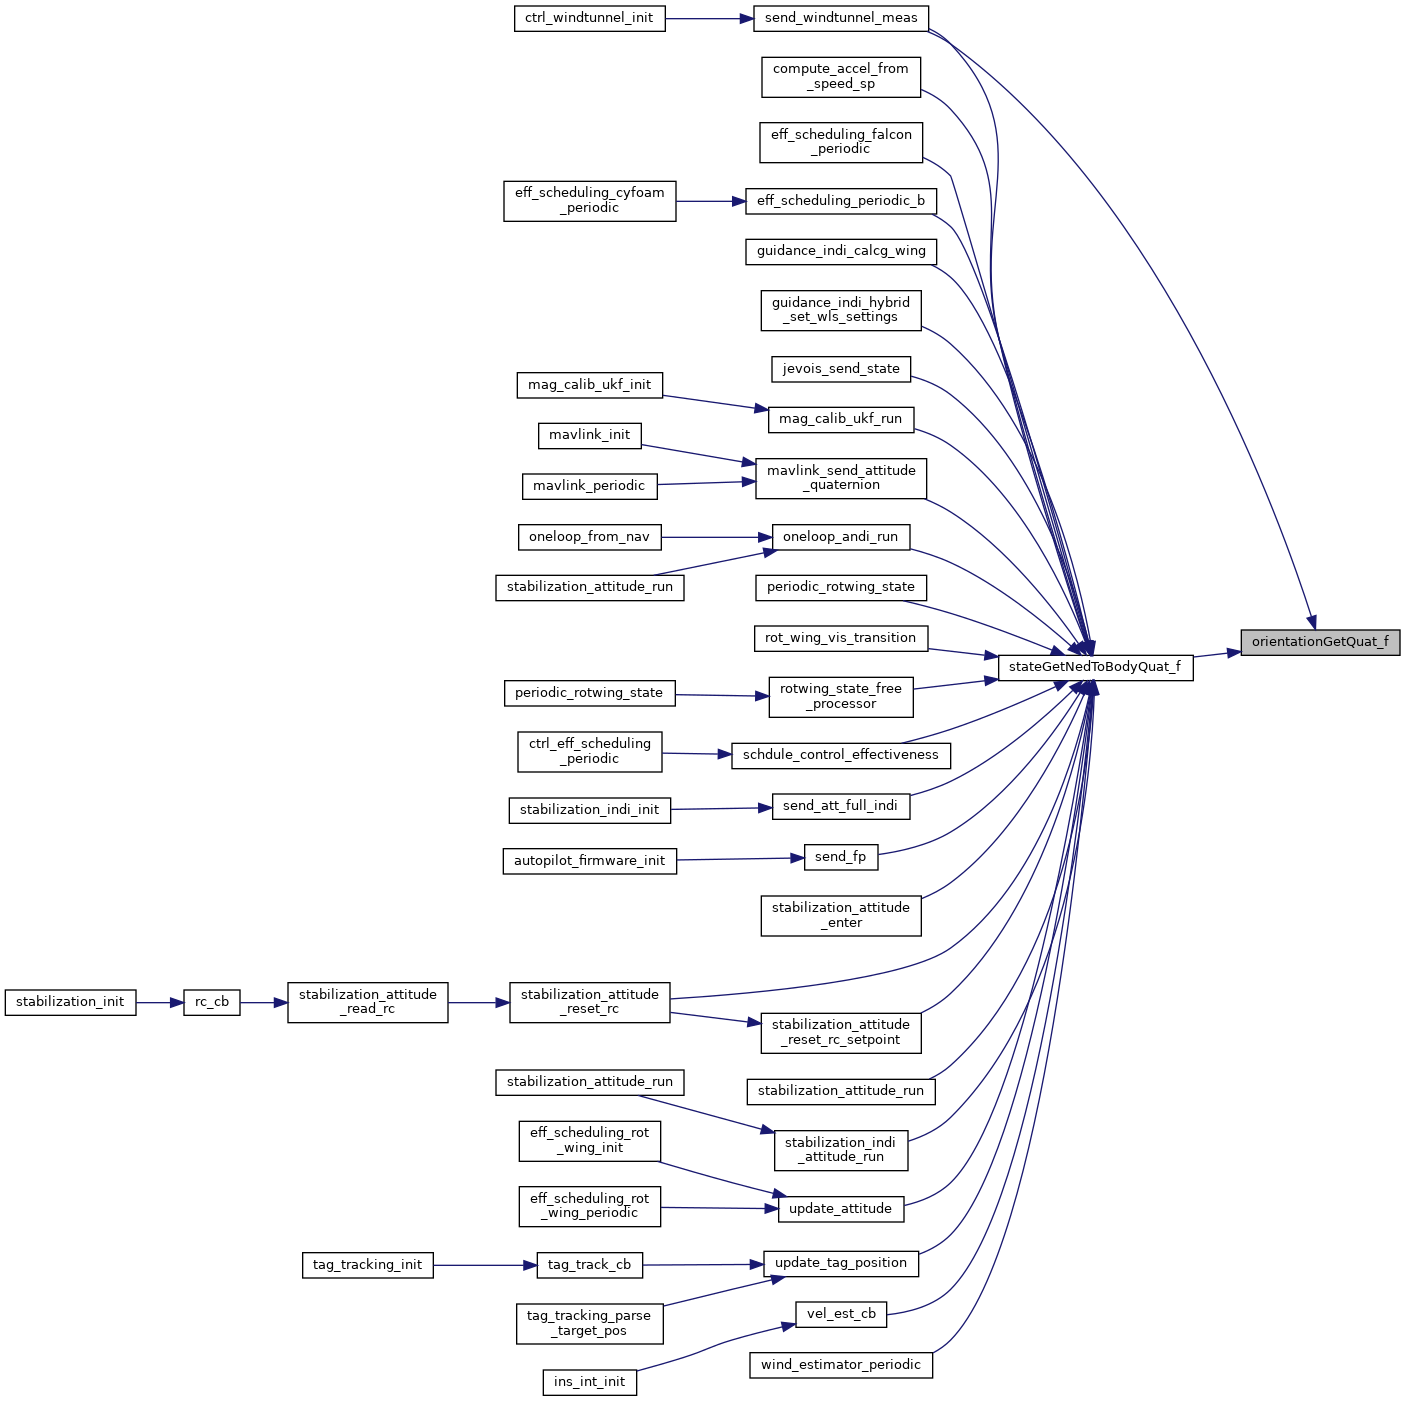 ctrl_windtunnel_init
send_windtunnel_meas
compute_accel_from
_speed_sp
eff_scheduling_falcon
_periodic
eff_scheduling_cyfoam
_periodic
eff_scheduling_periodic_b
guidance_indi_calcg_wing
guidance_indi_hybrid
_set_wls_settings
jevois_send_state
mag_calib_ukf_init
mag_calib_ukf_run
mavlink_init
mavlink_send_attitude
_quaternion
mavlink_periodic
oneloop_from_nav
oneloop_andi_run
stabilization_attitude_run
periodic_rotwing_state
rot_wing_vis_transition
orientationGetQuat_f
stateGetNedToBodyQuat_f
periodic_rotwing_state
rotwing_state_free
_processor
ctrl_eff_scheduling
_periodic
schdule_control_effectiveness
stabilization_indi_init
send_att_full_indi
autopilot_firmware_init
send_fp
stabilization_attitude
_enter
stabilization_init
rc_cb
stabilization_attitude
_read_rc
stabilization_attitude
_reset_rc
stabilization_attitude
_reset_rc_setpoint
stabilization_attitude_run
stabilization_attitude_run
stabilization_indi
_attitude_run
eff_scheduling_rot
_wing_init
eff_scheduling_rot
_wing_periodic
update_attitude
tag_tracking_init
tag_track_cb
update_tag_position
tag_tracking_parse
_target_pos
vel_est_cb
ins_int_init
wind_estimator_periodic